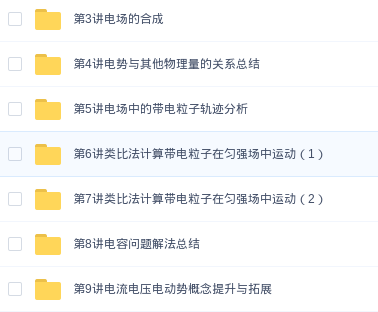 第3讲电场的合成
第4讲电势与其他物理量的关系总结
第5讲电场中的带电粒子轨迹分析
第6讲类比法计算带电粒子在匀强场中运动（1）
第7讲类比法计算带电粒子在匀强场中运动（2）
第8讲电容问题解法总结
第9讲电流电压电动势概念提升与拓展